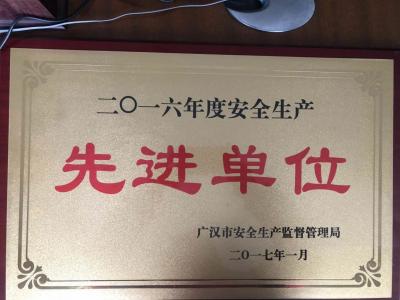 二〇一六年度安全生产
先进单位
广汉市安全生产监督管理局
二〇一七年一月